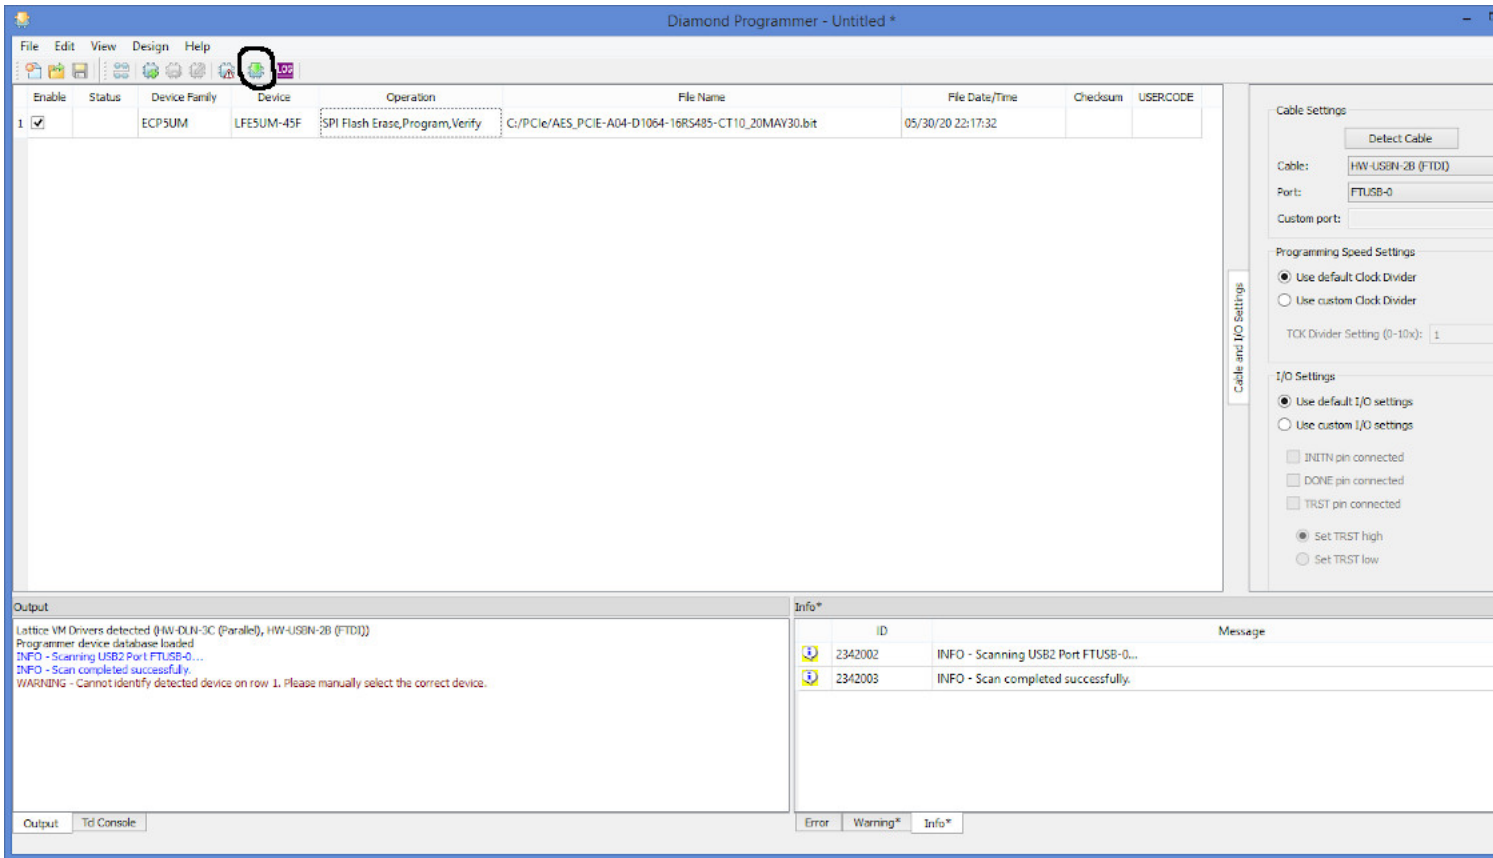 Diamond Programmer - Untitled *
File Edit View Design Help
LOG
Enable Status Device Family Device Operation File Name File Date/Time Checksum USERCODE
1 ECP5UM LFE5UM-45F SPI Flash Erase,Program,Verify C:/PCIe/AES_PCIE-A04-D1064-16RS485-CT10_20MAY30.bit 05/30/20 22:17:32
Cable and I/O Settings
Cable Settings
Detect Cable
Cable: HW-USBN-2B (FTDI)
Port: FTUSB-0
Custom port:
Programming Speed Settings
Use default Clock Divider
Use custom Clock Divider
TCK Divider Setting (0-10x): 1
I/O Settings
Use default I/O settings
Use custom I/O settings
INITN pin connected
DONE pin connected
TRST pin connected
Set TRST high
Set TRST low
Output
Lattice VM Drivers detected (HW-DLN-3C (Parallel), HW-USBN-2B (FTDI))
Programmer device database loaded
INFO - Scanning USB2 Port FTUSB-0...
INFO - Scan completed successfully.
WARNING - Cannot identify detected device on row 1. Please manually select the correct device.
Output Tcl Console
Info*
ID Message
2342002 INFO - Scanning USB2 Port FTUSB-0...
2342003 INFO - Scan completed successfully.
Error Warning* Info*